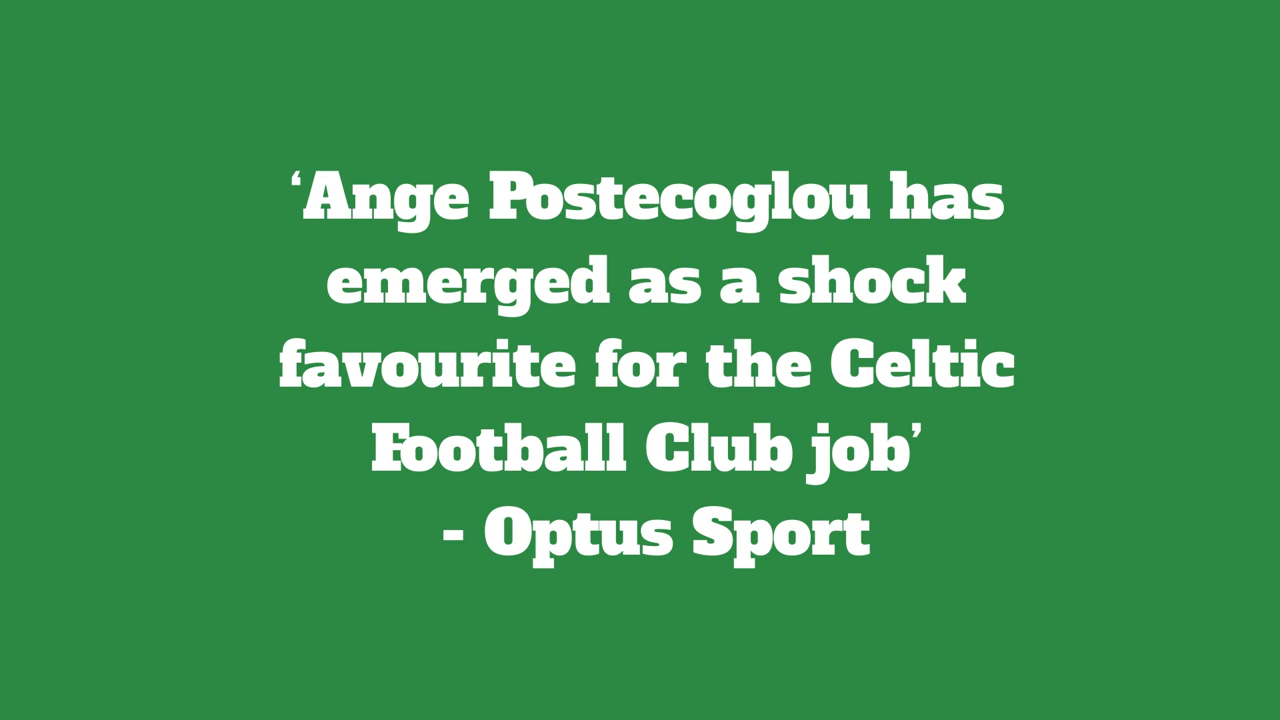 ‘Ange Postecoglou has
emerged as a shock
favourite for the Celtic
Football Club job’
- Optus Sport